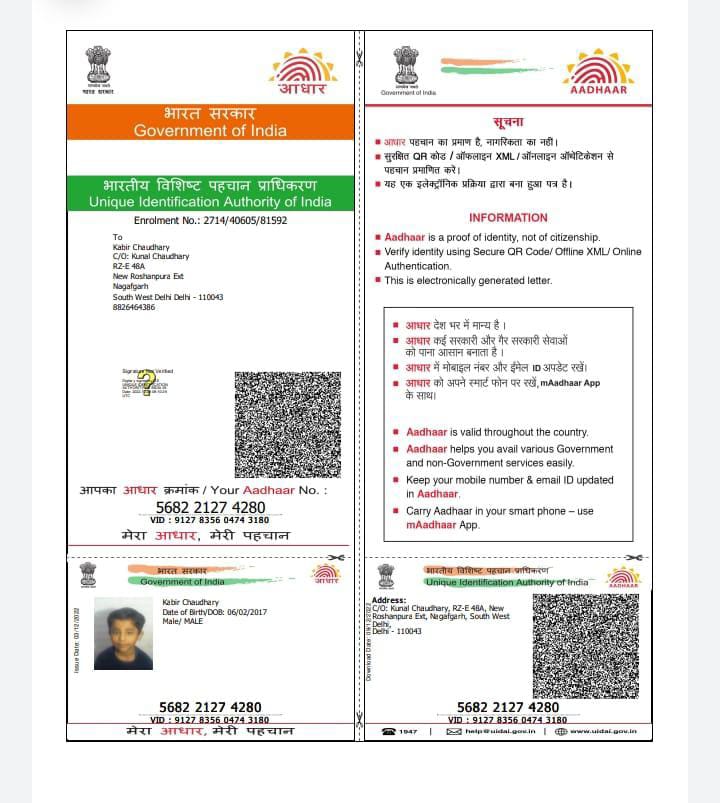 सत्यमेव जयते
भारत सरकार
आधार
भारत सरकार
Government of India
भारतीय विशिष्ट पहचान प्राधिकरण
Unique Identification Authority of India
Enrolment No.: 2714/40605/81592
To
Kabir Chaudhary
C/O: Kunal Chaudhary
RZ-E 48A
New Roshanpura Ext
Nagafgarh
South West Delhi Delhi - 110043
8826464386
Signature Not Verified
आपका आधार क्रमांक / Your Aadhaar No. :
5682 2127 4280
VID : 9127 8356 0474 3180
मेरा आधार, मेरी पहचान
Government of India
AADHAAR
सूचना
आधार पहचान का प्रमाण है, नागरिकता का नहीं।
सुरक्षित QR कोड / ऑफलाइन XML / ऑनलाइन ऑथेंटिकेशन से
पहचान प्रमाणित करें।
यह एक इलेक्ट्रॉनिक प्रक्रिया द्वारा बना हुआ पत्र है।
INFORMATION
Aadhaar is a proof of identity, not of citizenship.
Verify identity using Secure QR Code/ Offline XML/ Online
Authentication.
This is electronically generated letter.
आधार देश भर में मान्य है।
आधार कई सरकारी और गैर सरकारी सेवाओं
को पाना आसान बनाता है।
आधार में मोबाइल नंबर और ईमेल ID अपडेट रखें।
आधार को अपने स्मार्ट फोन पर रखें, mAadhaar App
के साथ।
Aadhaar is valid throughout the country.
Aadhaar helps you avail various Government
and non-Government services easily.
Keep your mobile number & email ID updated
in Aadhaar.
Carry Aadhaar in your smart phone – use
mAadhaar App.
भारत सरकार
Government of India
आधार
Issue Date: 03/12/2022
Kabir Chaudhary
Date of Birth/DOB: 06/02/2017
Male/ MALE
5682 2127 4280
VID : 9127 8356 0474 3180
मेरा आधार, मेरी पहचान
भारतीय विशिष्ट पहचान प्राधिकरण
Unique Identification Authority of India
AADHAAR
Address:
C/O: Kunal Chaudhary, RZ-E 48A, New
Roshanpura Ext, Nagafgarh, South West
Delhi,
Delhi - 110043
5682 2127 4280
VID : 9127 8356 0474 3180
1947 | help@uidai.gov.in | www.uidai.gov.in